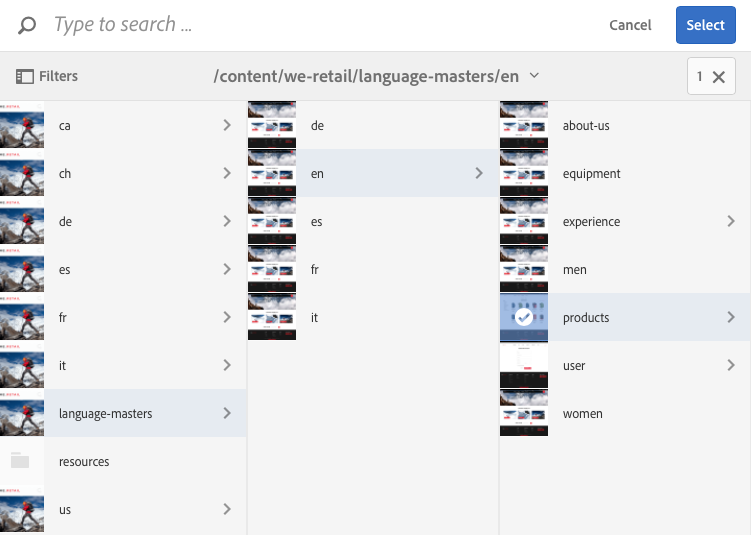 Type to search ...
Cancel
Select
Filters
/content/we-retail/language-masters/en
1
ca
ch
de
es
fr
it
language-masters
resources
us
de
en
es
fr
it
about-us
equipment
experience
men
products
user
women